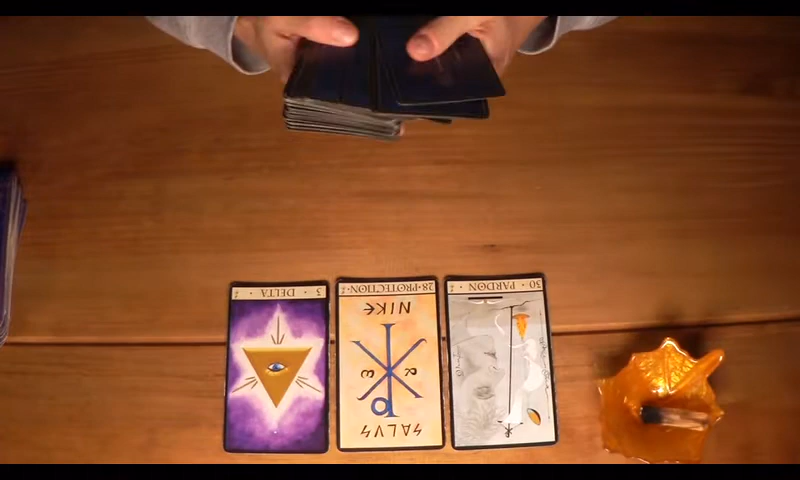 3 · DELTA ·
28 · PROTECTION ·
NIKE
ω α
SALVS
30 · PARDON ·